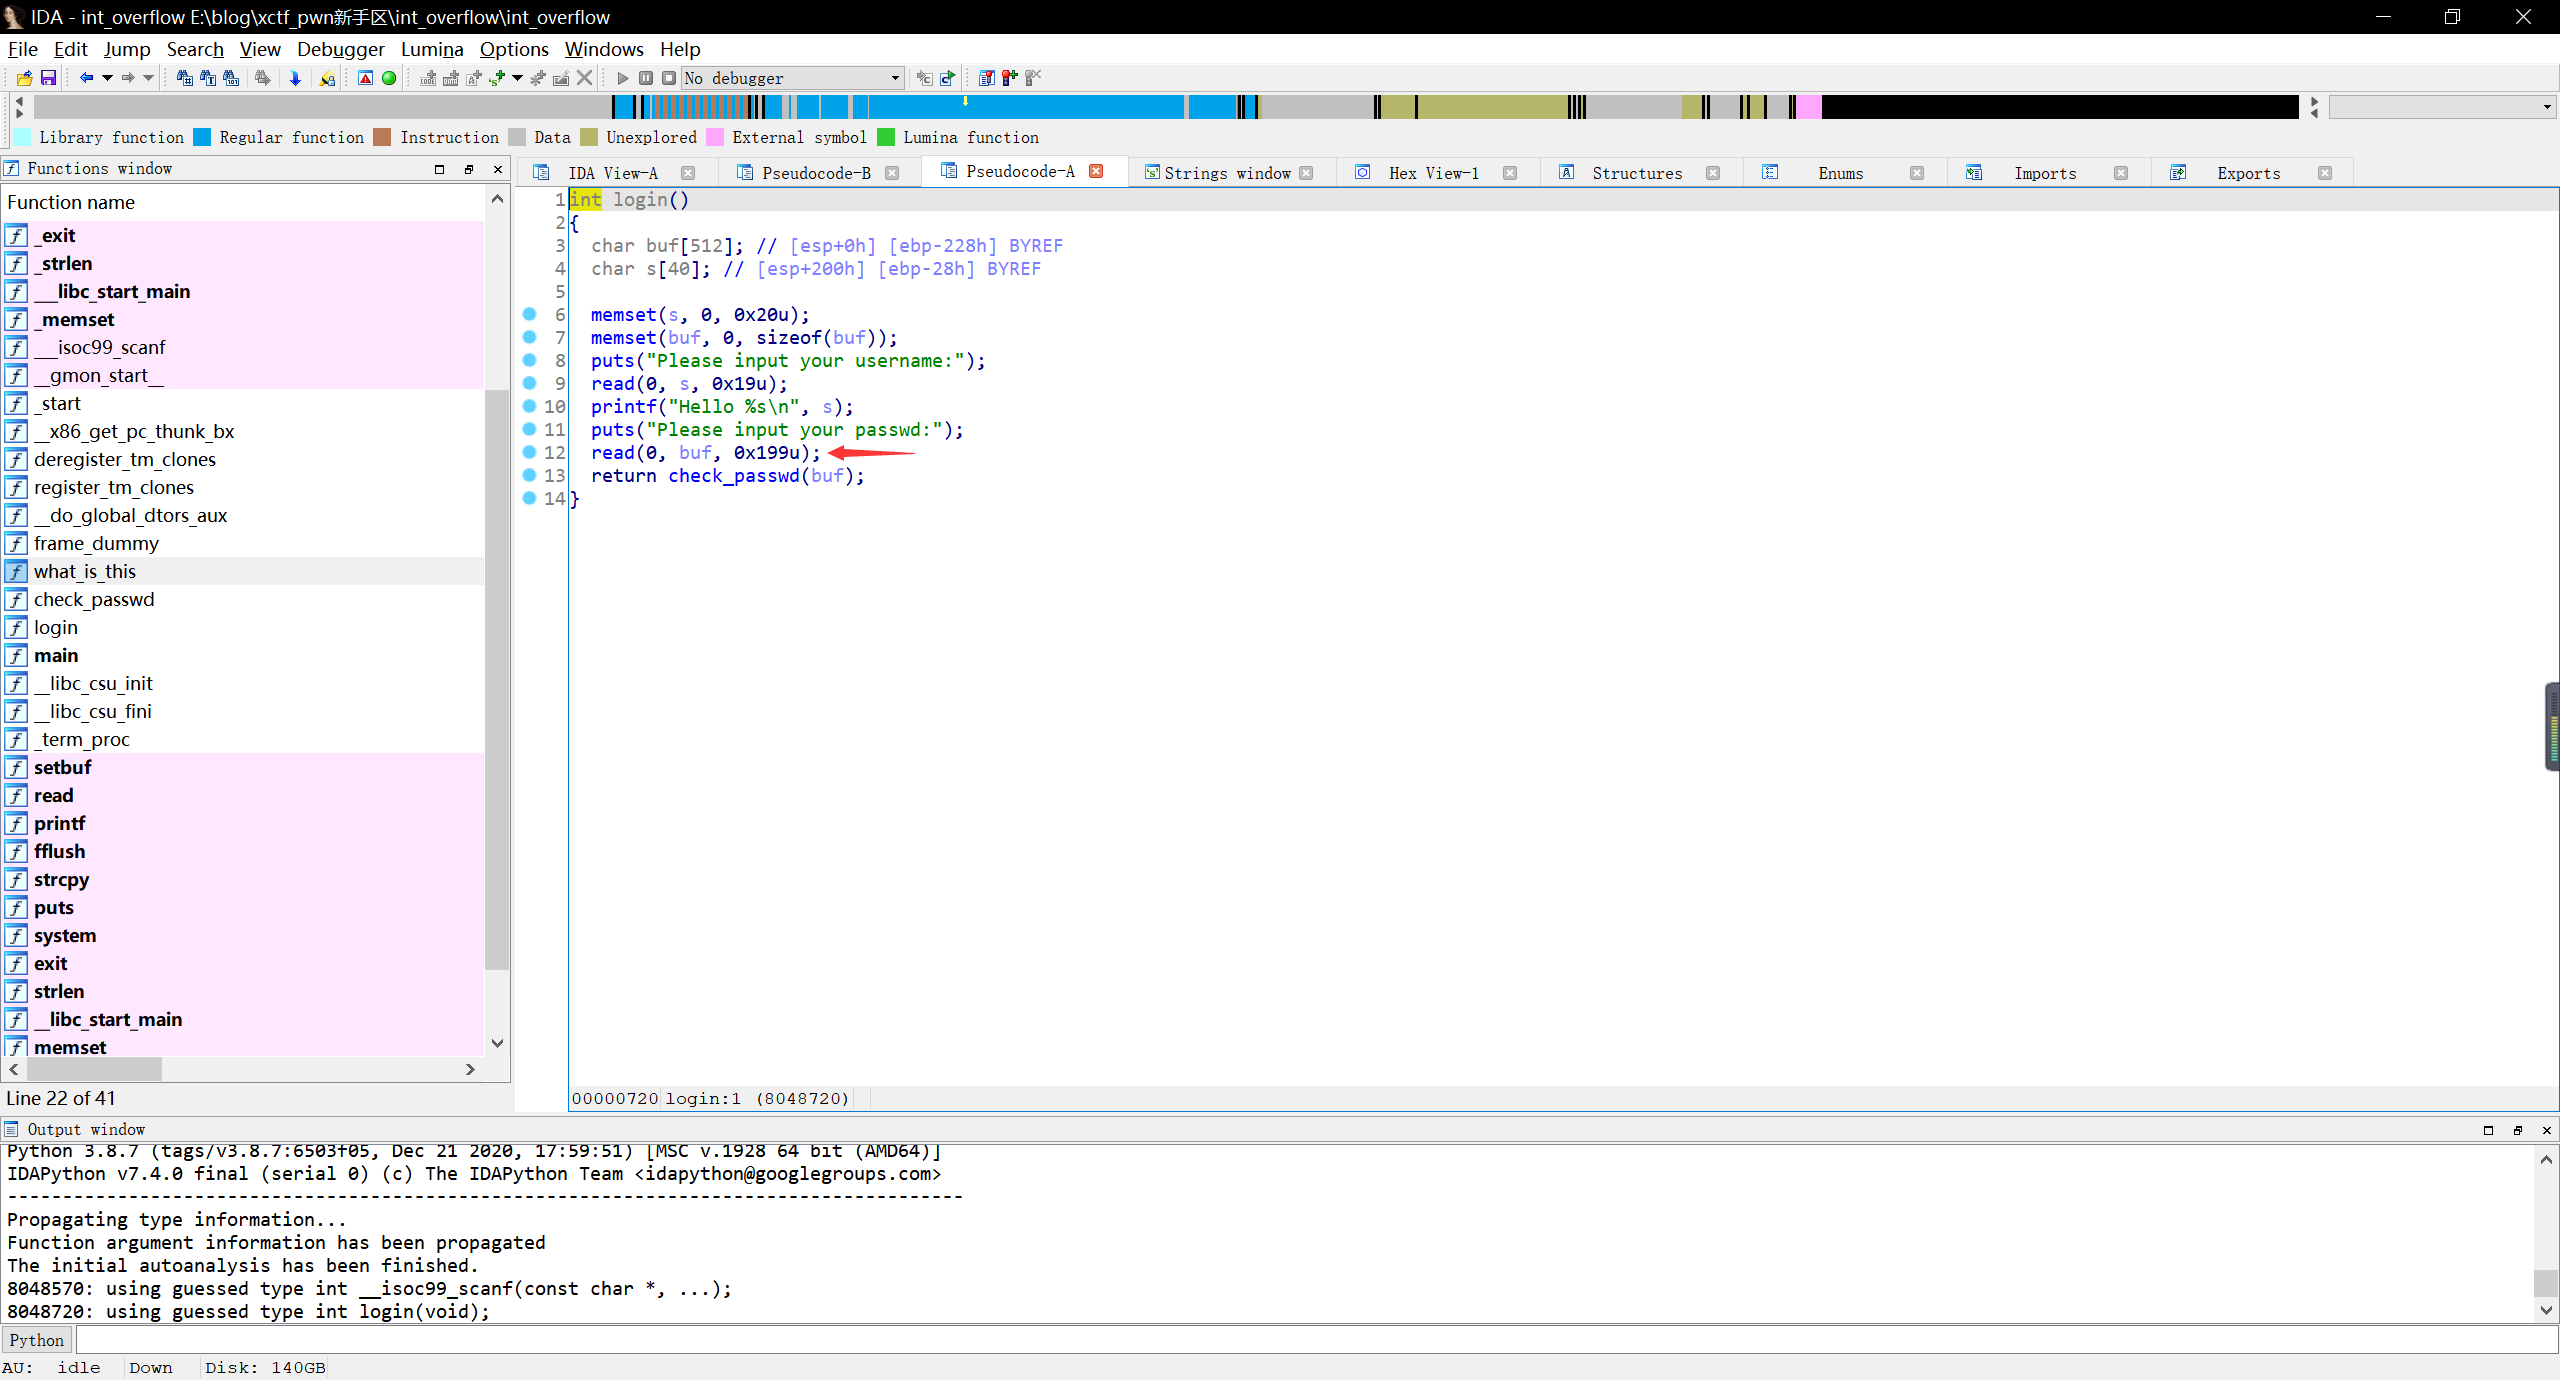 IDA - int_overflow E:\blog\xctf_pwn新手区\int_overflow\int_overflow
File Edit Jump Search View Debugger Lumina Options Windows Help
No debugger
Library function Regular function Instruction Data Unexplored External symbol Lumina function
Functions window
Function name
_exit
_strlen
__libc_start_main
_memset
__isoc99_scanf
__gmon_start__
_start
__x86_get_pc_thunk_bx
deregister_tm_clones
register_tm_clones
__do_global_dtors_aux
frame_dummy
what_is_this
check_passwd
login
main
__libc_csu_init
__libc_csu_fini
_term_proc
setbuf
read
printf
fflush
strcpy
puts
system
exit
strlen
__libc_start_main
memset
Line 22 of 41
IDA View-A Pseudocode-B Pseudocode-A Strings window Hex View-1 Structures Enums Imports Exports
1 int login()
2 {
3 char buf[512]; // [esp+0h] [ebp-228h] BYREF
4 char s[40]; // [esp+200h] [ebp-28h] BYREF
5
6 memset(s, 0, 0x20u);
7 memset(buf, 0, sizeof(buf));
8 puts("Please input your username:");
9 read(0, s, 0x19u);
10 printf("Hello %s\n", s);
11 puts("Please input your passwd:");
12 read(0, buf, 0x199u);
13 return check_passwd(buf);
14 }
00000720 login:1 (8048720)
Output window
Python 3.8.7 (tags/v3.8.7:6503f05, Dec 21 2020, 17:59:51) [MSC v.1928 64 bit (AMD64)]
IDAPython v7.4.0 final (serial 0) (c) The IDAPython Team <idapython@googlegroups.com>
---------------------------------------------------------------------------------------
Propagating type information...
Function argument information has been propagated
The initial autoanalysis has been finished.
8048570: using guessed type int __isoc99_scanf(const char *, ...);
8048720: using guessed type int login(void);
Python
AU: idle Down Disk: 140GB